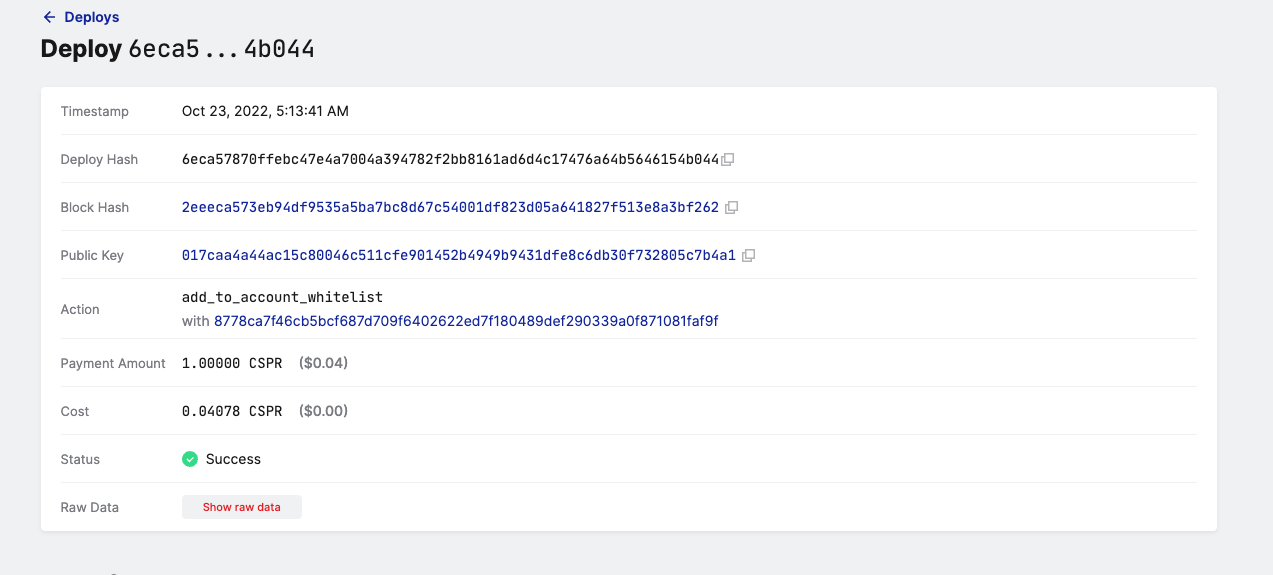 Deploys
Deploy 6eca5...4b044
Timestamp Oct 23, 2022, 5:13:41 AM
Deploy Hash 6eca57870ffebc47e4a7004a394782f2bb8161ad6d4c17476a64b5646154b044
Block Hash 2eeeca573eb94df9535a5ba7bc8d67c54001df823d05a641827f513e8a3bf262
Public Key 017caa4a44ac15c80046c511cfe901452b4949b9431dfe8c6db30f732805c7b4a1
Action add_to_account_whitelist
with 8778ca7f46cb5bcf687d709f6402622ed7f180489def290339a0f871081faf9f
Payment Amount 1.00000 CSPR ($0.04)
Cost 0.04078 CSPR ($0.00)
Status Success
Raw Data Show raw data